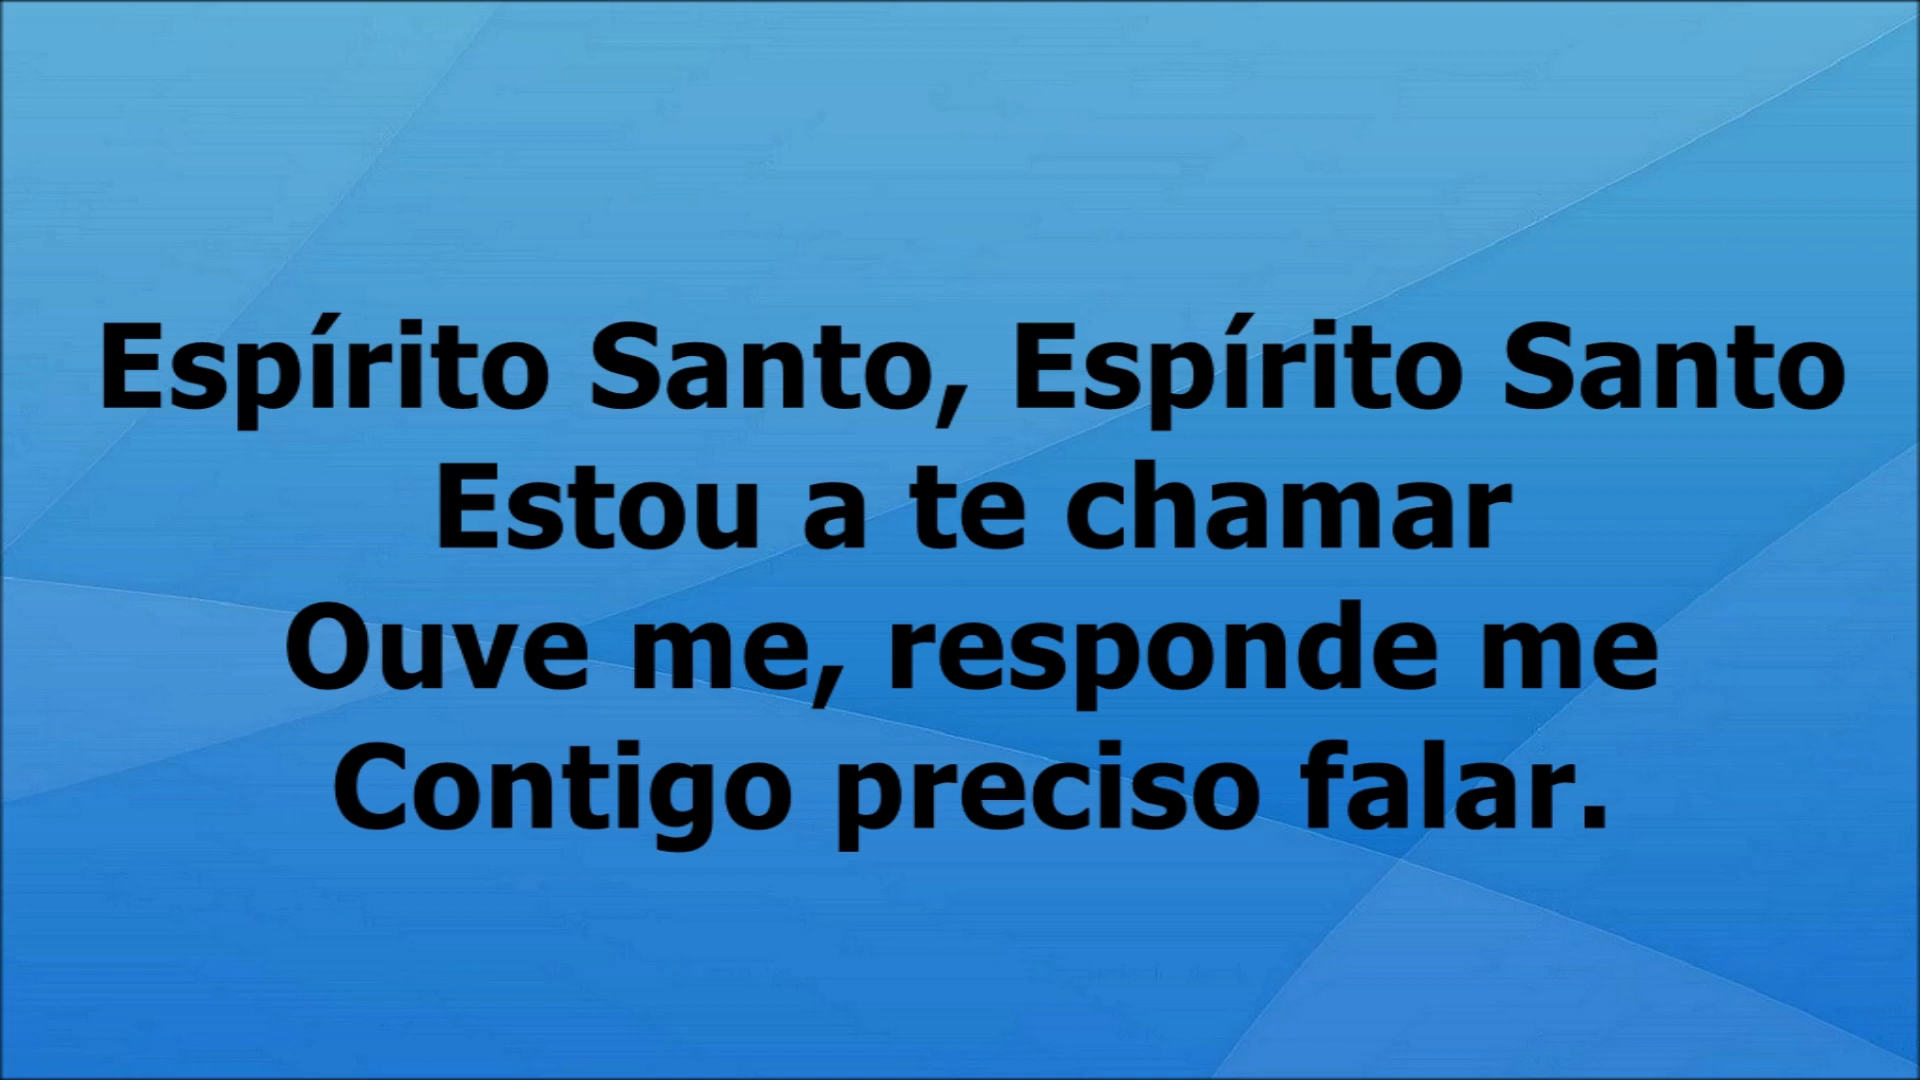 Espírito Santo, Espírito Santo
Estou a te chamar
Ouve me, responde me
Contigo preciso falar.